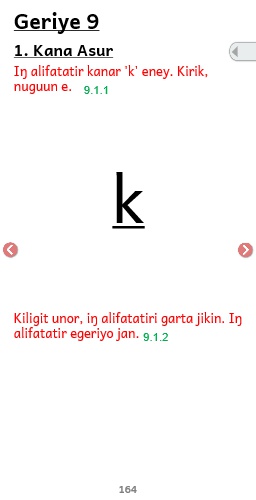 Geriye 9
1. Kana Asur
Iŋ alifatatir kanar 'k' eney. Kirik,
nuguun e. 9.1.1
k
Kiligit unor, iŋ alifatatiri garta jikin. Iŋ
alifatatir egeriyo jan. 9.1.2
164